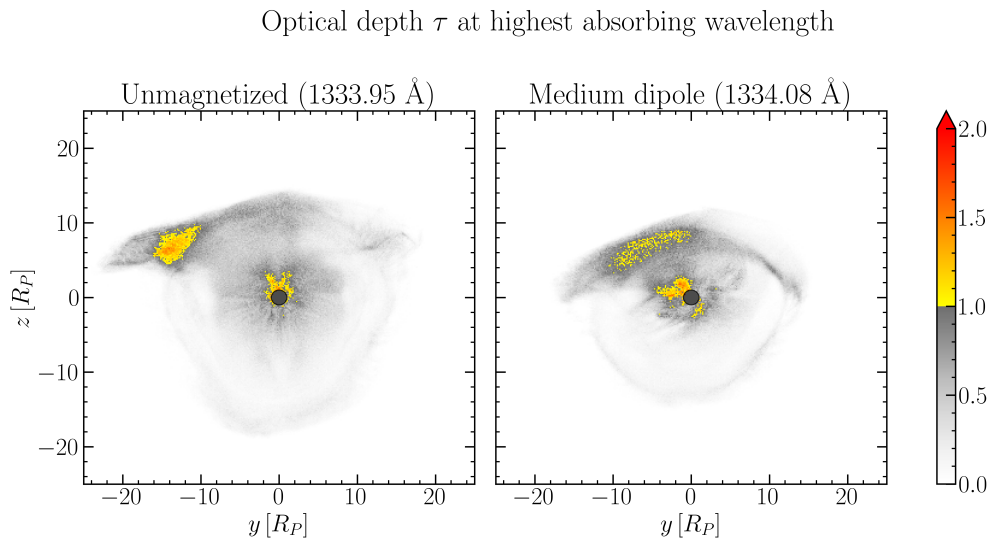 Optical depth τ at highest absorbing wavelength
Unmagnetized (1333.95 Å)
Medium dipole (1334.08 Å)
z [R_P]
20
10
0
−10
−20
−20 −10 0 10 20
y [R_P]
−20 −10 0 10 20
y [R_P]
2.0
1.5
1.0
0.5
0.0